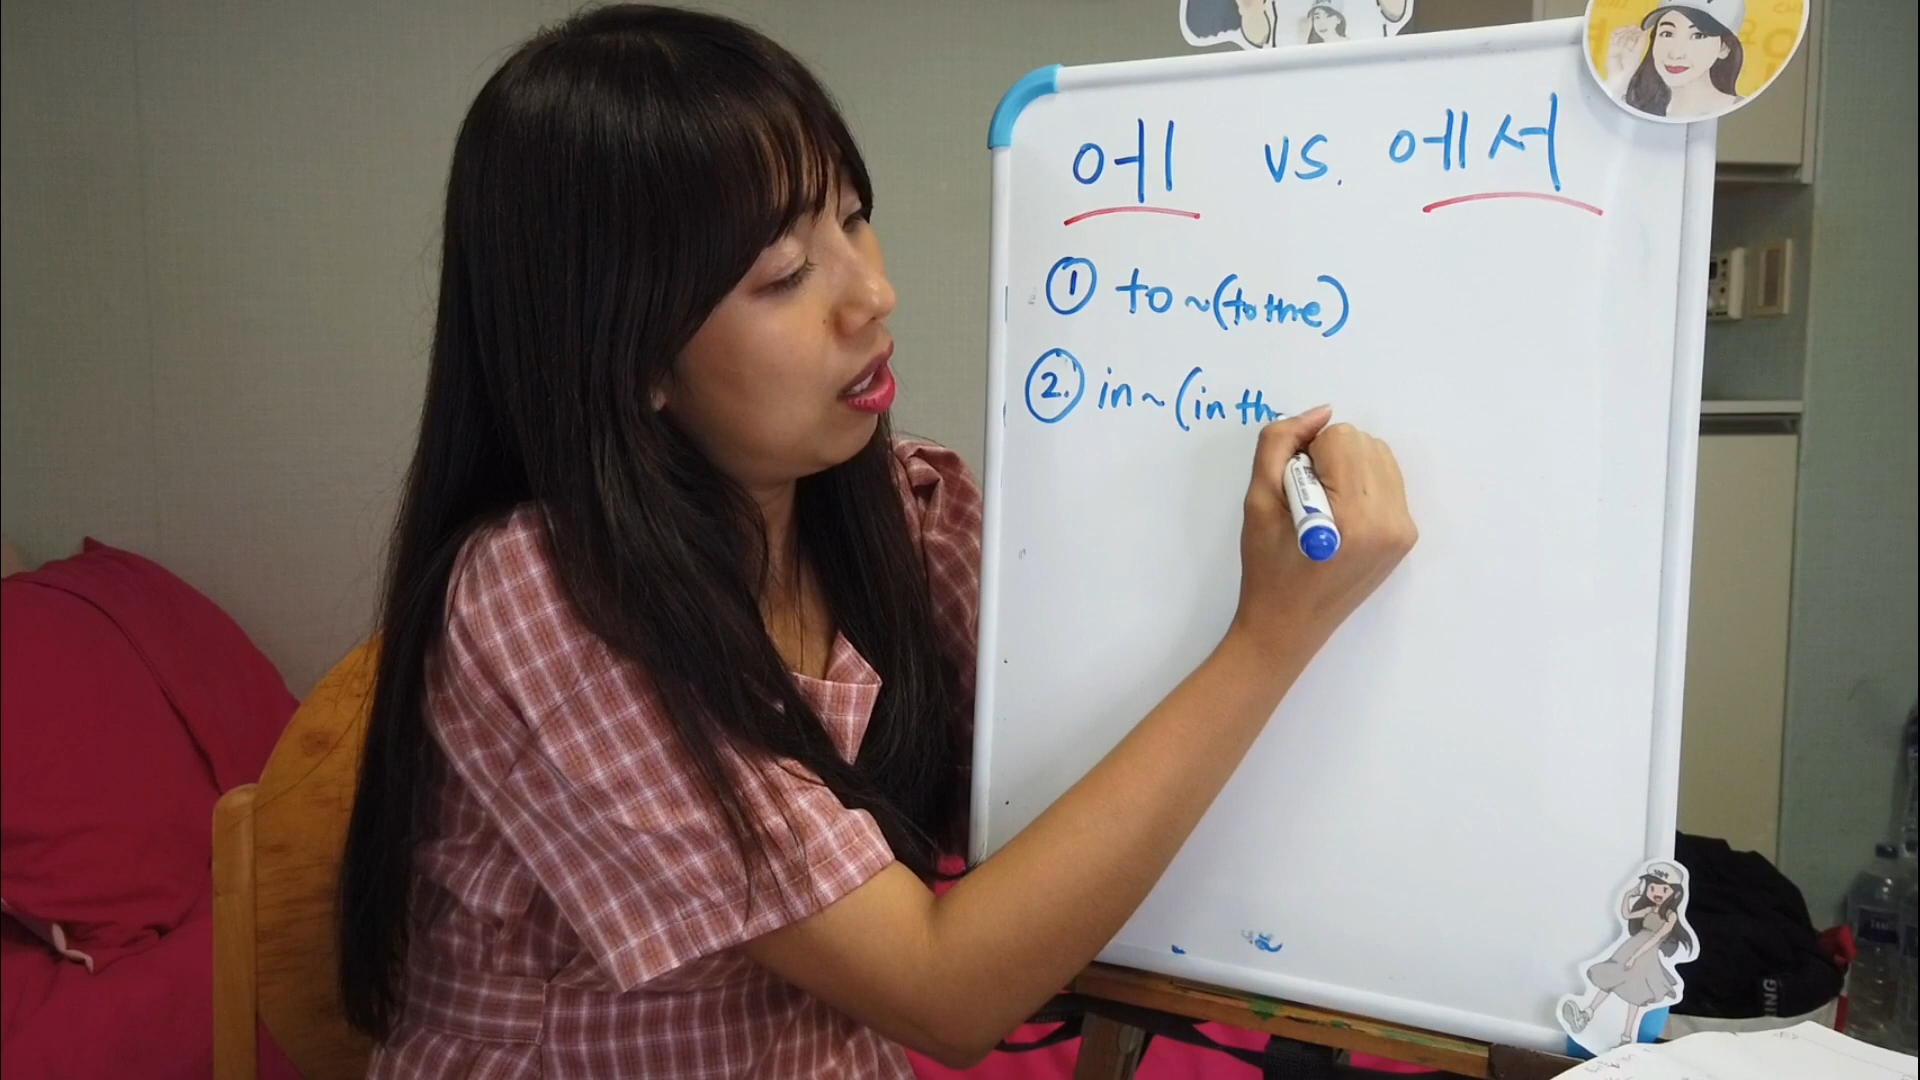 에 vs. 에서
① to ~ (to the)
② in ~ (in th